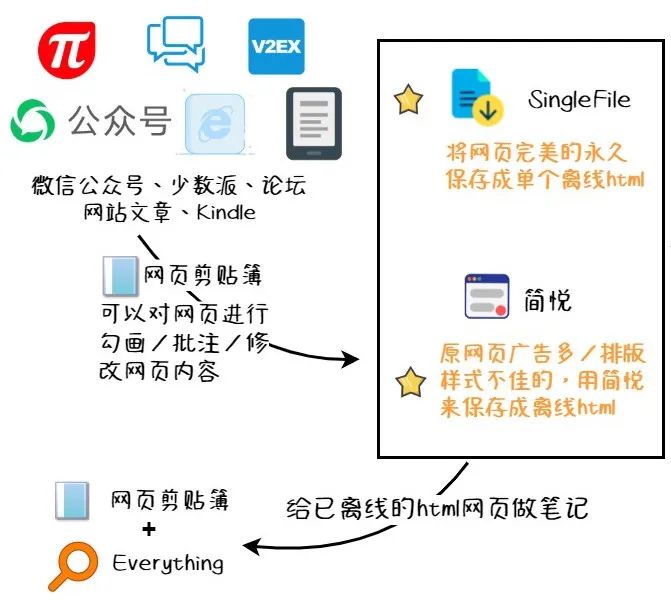 V2EX
公众号
微信公众号、少数派、论坛
网站文章、Kindle
网页剪贴簿
可以对网页进行
勾画/批注/修
改网页内容
SingleFile
将网页完美的永久
保存成单个离线html
简悦
原网页广告多/排版
样式不佳的,用简悦
来保存成离线html
给已离线的html网页做笔记
网页剪贴簿
+
Everything